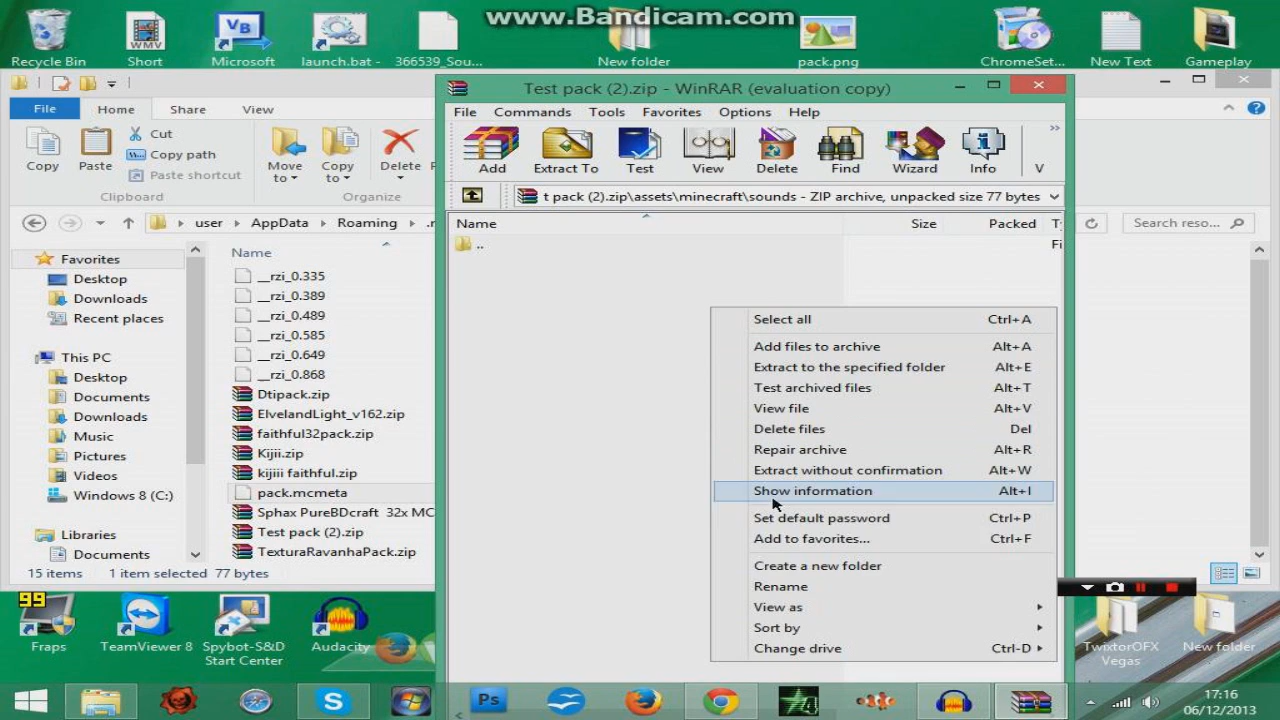 www.Bandicam.com
Recycle Bin
Short
Microsoft
launch.bat -
366539_Sou...
New folder
pack.png
ChromeSet...
New Text
Gameplay
WMV
VB
File
Home
Share
View
Copy
Paste
Cut
Copy path
Paste shortcut
Clipboard
Move
to
Copy
to
Delete
Organize
user
AppData
Roaming
Search reso...
Favorites
Desktop
Downloads
Recent places
This PC
Desktop
Documents
Downloads
Music
Pictures
Videos
Windows 8 (C:)
Libraries
Documents
Name
__rzi_0.335
__rzi_0.389
__rzi_0.489
__rzi_0.585
__rzi_0.649
__rzi_0.868
Dtipack.zip
ElvelandLight_v162.zip
faithful32pack.zip
Kijii.zip
kijiii faithful.zip
pack.mcmeta
Sphax PureBDcraft 32x MC
Test pack (2).zip
TexturaRavanhaPack.zip
15 items
1 item selected 77 bytes
Test pack (2).zip - WinRAR (evaluation copy)
File
Commands
Tools
Favorites
Options
Help
Add
Extract To
Test
View
Delete
Find
Wizard
Info
V
t pack (2).zip\assets\minecraft\sounds - ZIP archive, unpacked size 77 bytes
Name
Size
Packed
T
..
Fi
Select all Ctrl+A
Add files to archive Alt+A
Extract to the specified folder Alt+E
Test archived files Alt+T
View file Alt+V
Delete files Del
Repair archive Alt+R
Extract without confirmation Alt+W
Show information Alt+I
Set default password Ctrl+P
Add to favorites... Ctrl+F
Create a new folder
Rename
View as
Sort by
Change drive Ctrl-D
99
Fraps
TeamViewer 8
Spybot-S&D
Start Center
Audacity
TwixtorOFX
Vegas
New folder
S
Ps
17:16
06/12/2013